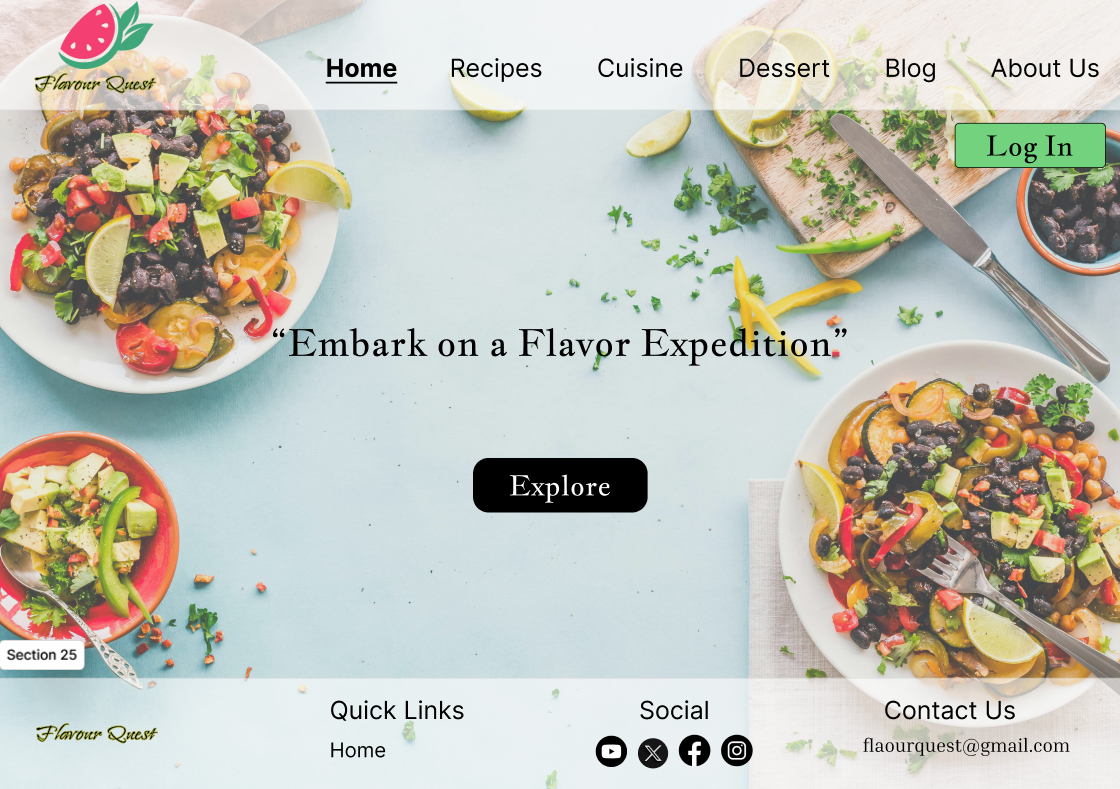 Flavour Quest
Home Recipes Cuisine Dessert Blog About Us
Log In
“Embark on a Flavor Expedition”
Explore
Section 25
Flavour Quest
Quick Links Social Contact Us
Home flaourquest@gmail.com